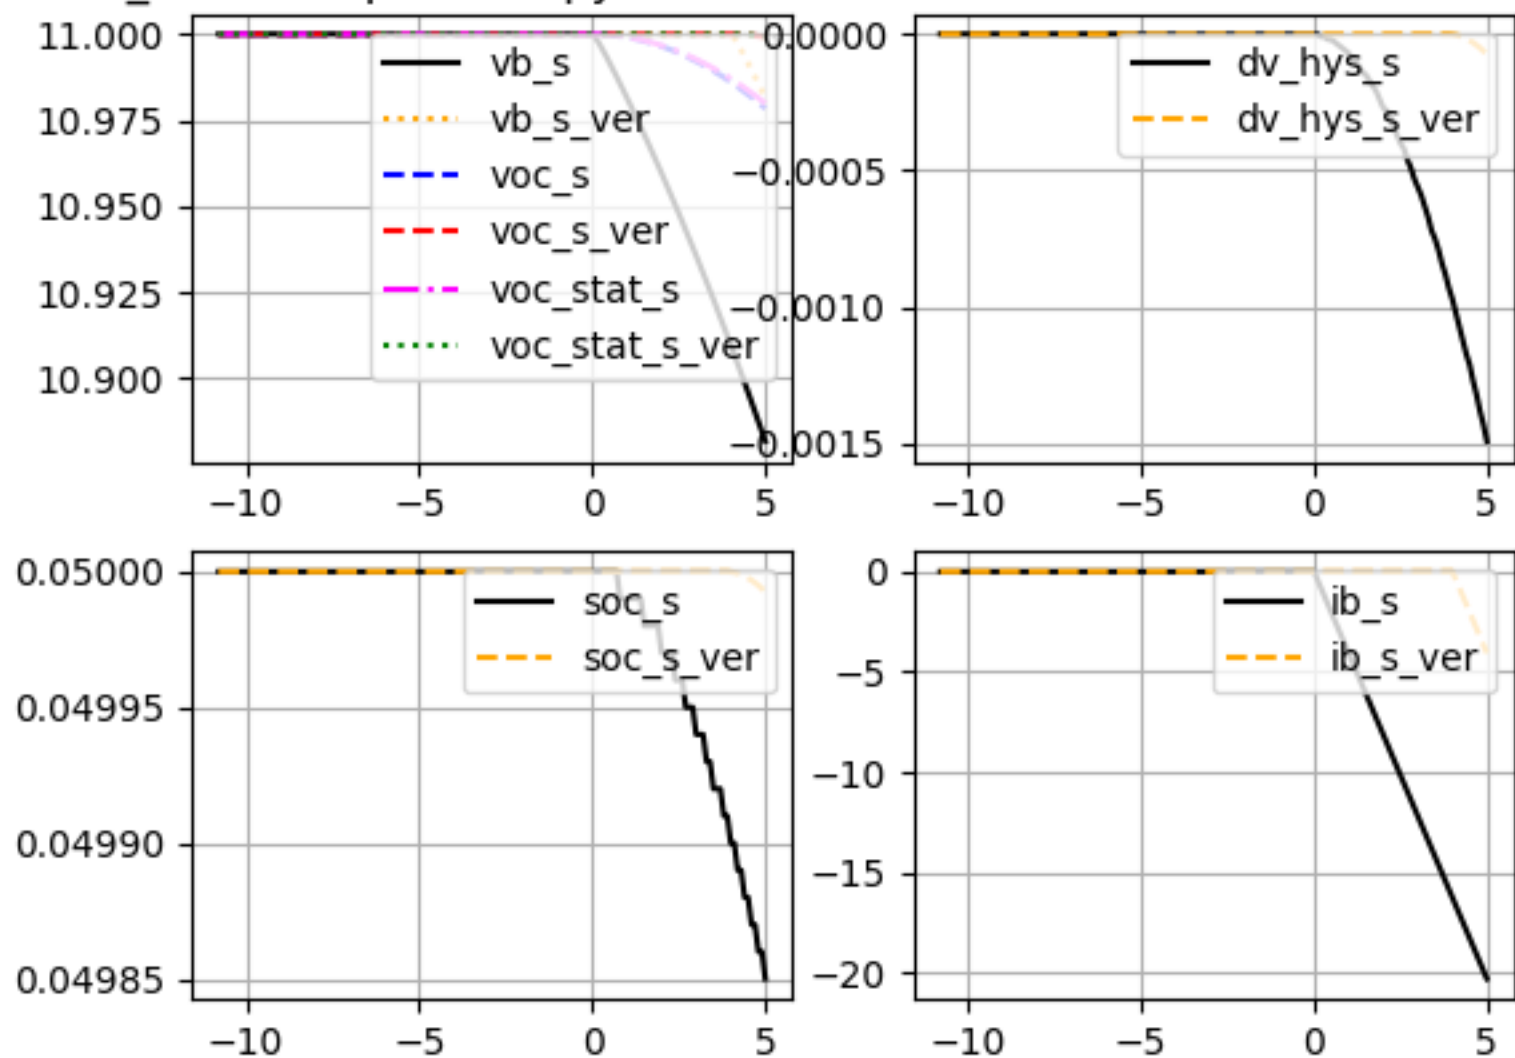 11.000
10.975
10.950
10.925
10.900
vb_s
vb_s_ver
voc_s
voc_s_ver
voc_stat_s
voc_stat_s_ver
−10
−5
0
5
0.0000
−0.0005
−0.0010
−0.0015
dv_hys_s
dv_hys_s_ver
−10
−5
0
5
0.05000
0.04995
0.04990
0.04985
soc_s
soc_s_ver
−10
−5
0
5
0
−5
−10
−15
−20
ib_s
ib_s_ver
−10
−5
0
5